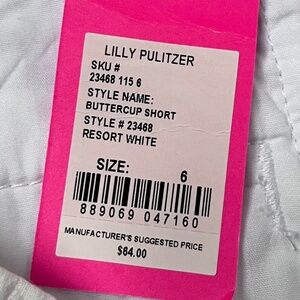 LILLY PULITZER
SKU #
23468 115 6
STYLE NAME:
BUTTERCUP SHORT
STYLE # 23468
RESORT WHITE
SIZE: 6
889069 047160
MANUFACTURER'S SUGGESTED PRICE
$64.00